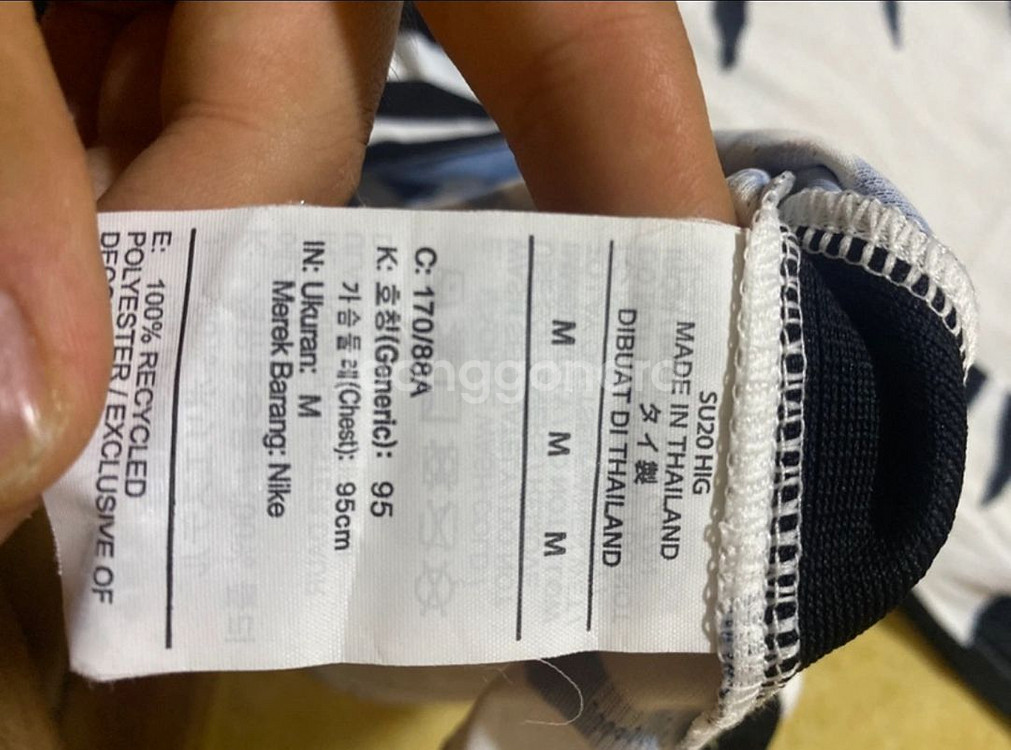 SU20 HIG
MADE IN THAILAND
タイ製
DIBUAT DI THAILAND
M M M
C: 170/88A
K: 호칭(Generic): 95
가슴둘레(Chest): 95cm
IN: Ukuran: M
Merek Barang: Nike
E: 100% RECYCLED
POLYESTER / EXCLUSIVE OF